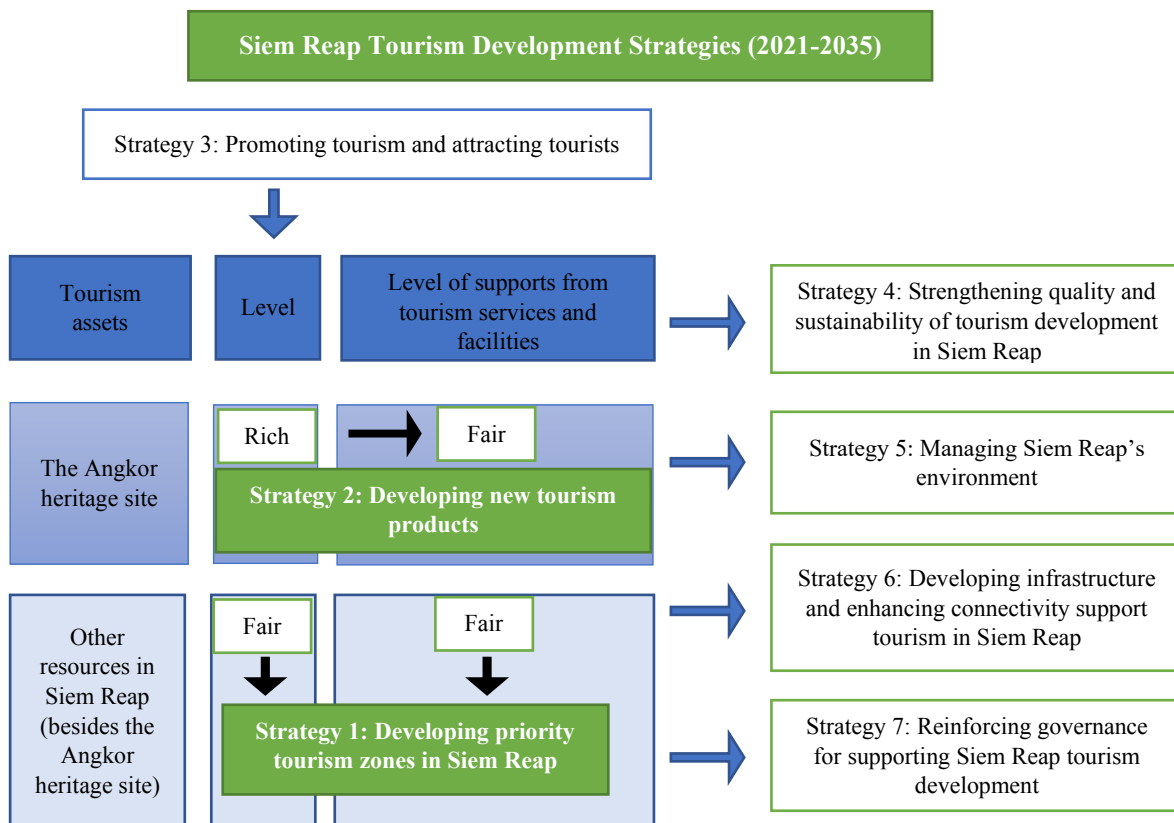 Siem Reap Tourism Development Strategies (2021-2035)
Strategy 3: Promoting tourism and attracting tourists
Tourism
assets
Level
Level of supports from
tourism services and
facilities
Strategy 4: Strengthening quality and
sustainability of tourism development
in Siem Reap
The Angkor
heritage site
Rich
Fair
Strategy 2: Developing new tourism
products
Strategy 5: Managing Siem Reap’s
environment
Other
resources in
Siem Reap
(besides the
Angkor
heritage site)
Fair
Fair
Strategy 1: Developing priority
tourism zones in Siem Reap
Strategy 6: Developing infrastructure
and enhancing connectivity support
tourism in Siem Reap
Strategy 7: Reinforcing governance
for supporting Siem Reap tourism
development